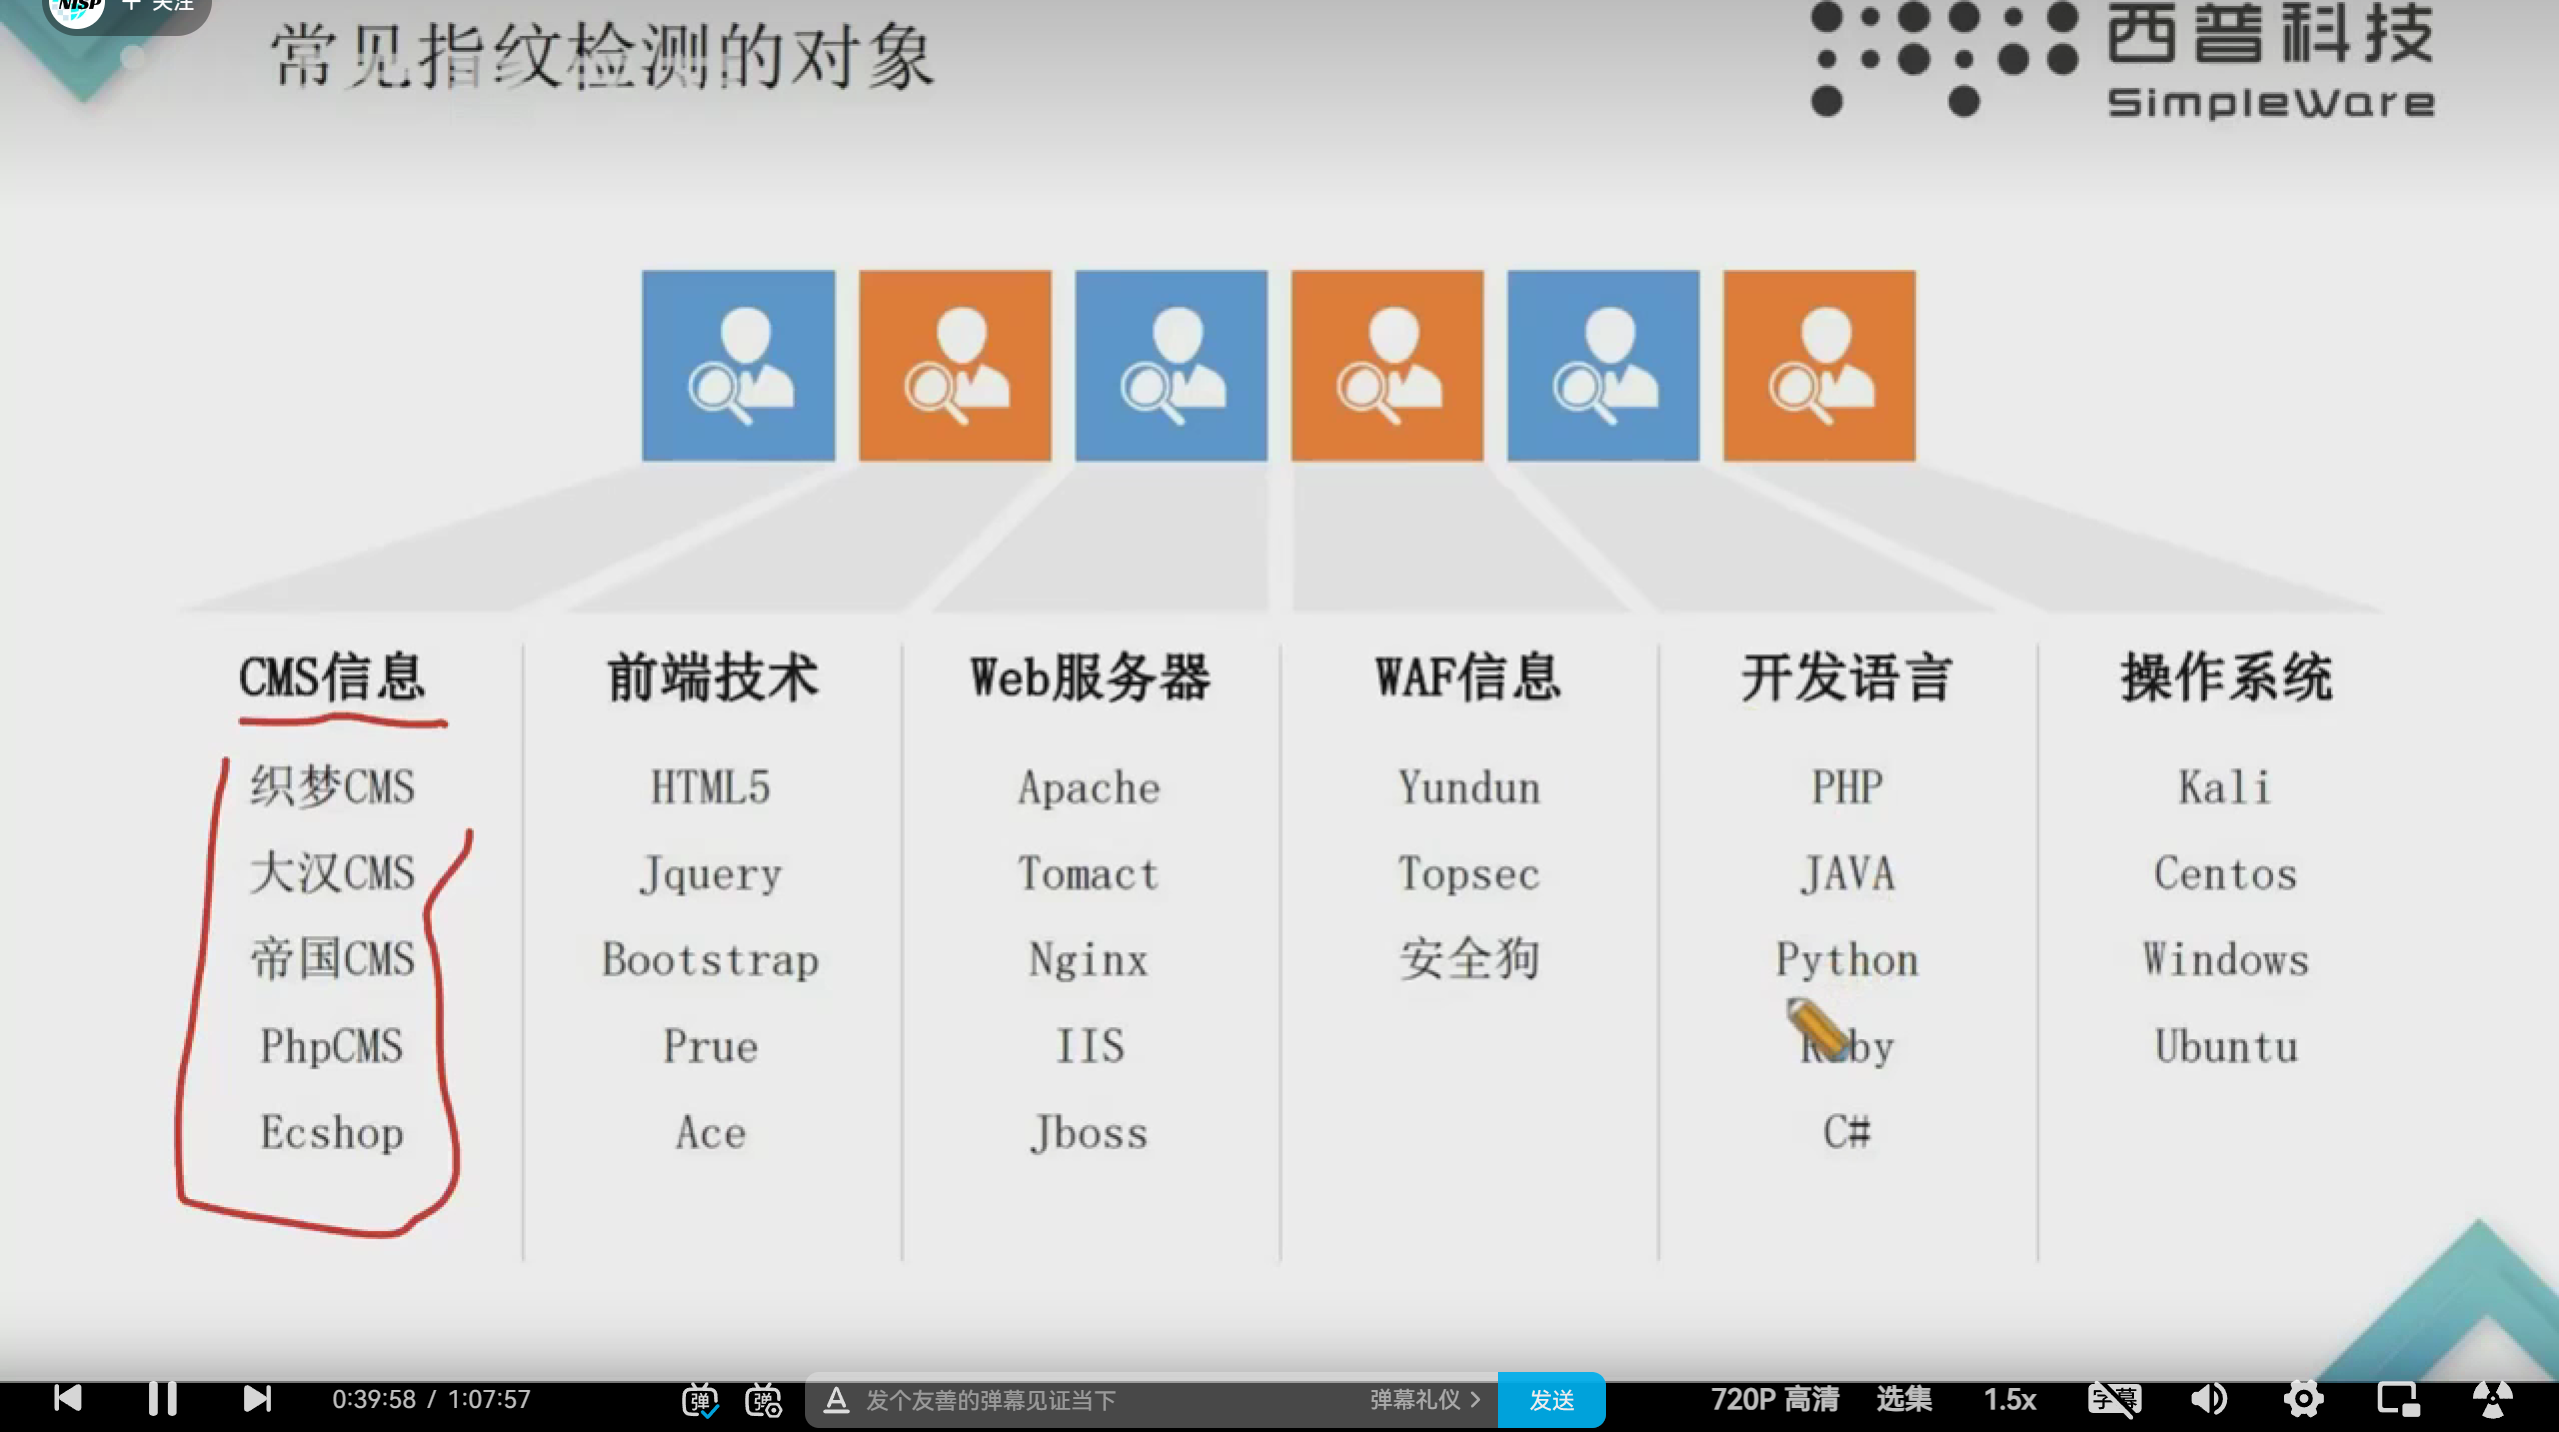 NISP + 关注
常见指纹检测的对象
西普科技
SimpleWare
CMS信息
织梦CMS
大汉CMS
帝国CMS
PhpCMS
Ecshop
前端技术
HTML5
Jquery
Bootstrap
Prue
Ace
Web服务器
Apache
Tomact
Nginx
IIS
Jboss
WAF信息
Yundun
Topsec
安全狗
开发语言
PHP
JAVA
Python
Ruby
C#
操作系统
Kali
Centos
Windows
Ubuntu
0:39:58 / 1:07:57
弹
弹
A 发个友善的弹幕见证当下
弹幕礼仪 >
发送
720P 高清
选集
1.5x
字幕